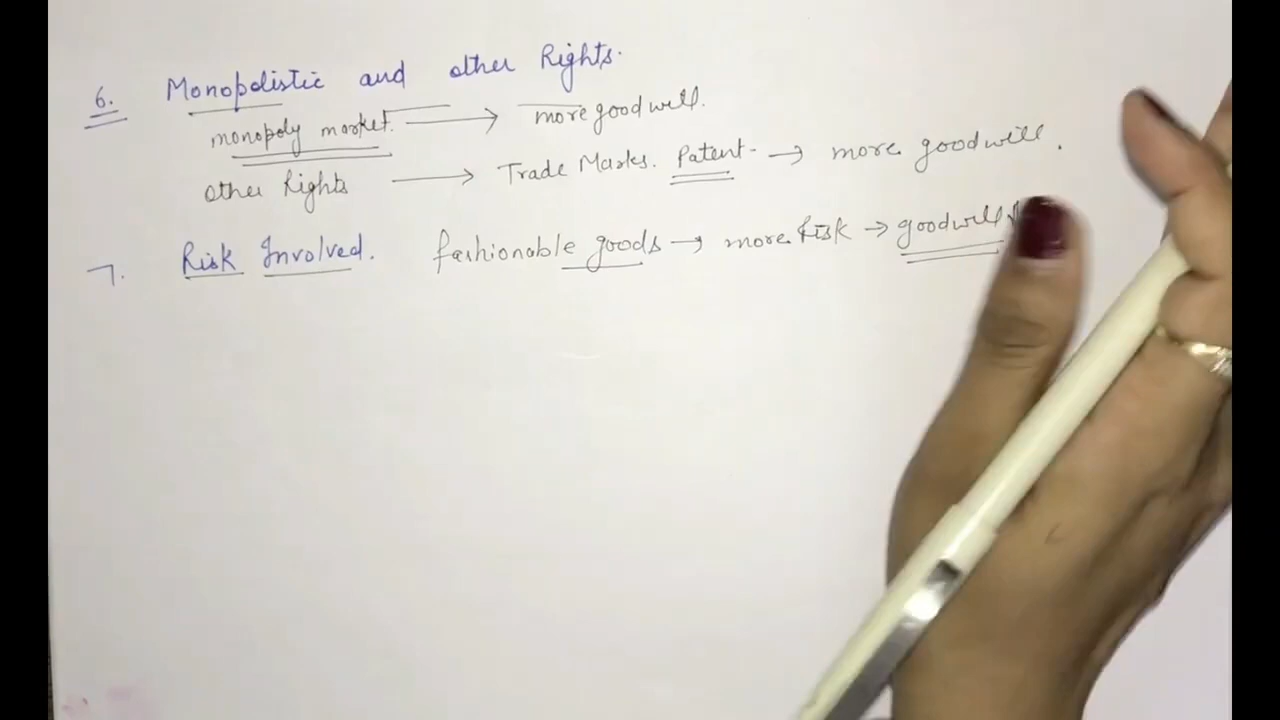 6. Monopolistic and other Rights.
monopoly market. → more goodwill.
other Rights → Trade Marks. Patent- → more goodwill.
7. Risk Involved. fashionable goods → more Risk → goodwill